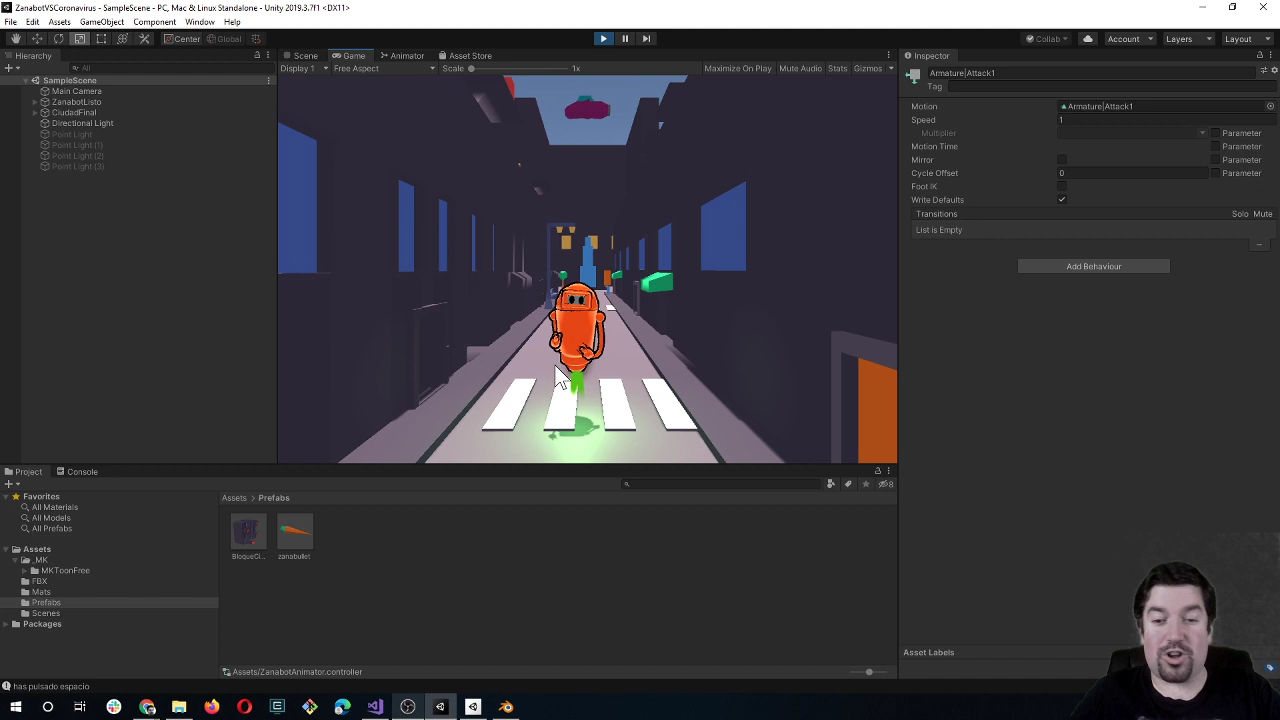 ZanabotVSCoronavirus - SampleScene - PC, Mac & Linux Standalone - Unity 2019.3.7f1 <DX11>
File Edit Assets GameObject Component Window Help
Center Global Collab Account Layers Layout
Hierarchy
All
SampleScene
Main Camera
ZanabotListo
CiudadFinal
Directional Light
Point Light
Point Light (1)
Point Light (2)
Point Light (3)
Scene Game Animator Asset Store
Display 1 Free Aspect Scale 1x Maximize On Play Mute Audio Stats Gizmos
Inspector
Armature|Attack1
Tag
Motion Armature|Attack1
Speed 1
Multiplier Parameter
Motion Time Parameter
Mirror Parameter
Cycle Offset 0 Parameter
Foot IK
Write Defaults
Transitions Solo Mute
List is Empty
Add Behaviour
Project Console
8
Favorites
All Materials
All Models
All Prefabs
Assets
_MK
MKToonFree
FBX
Mats
Prefabs
Scenes
Packages
Assets > Prefabs
BloqueCi... zanabullet
Assets/ZanabotAnimator.controller
Asset Labels
has pulsado espacio